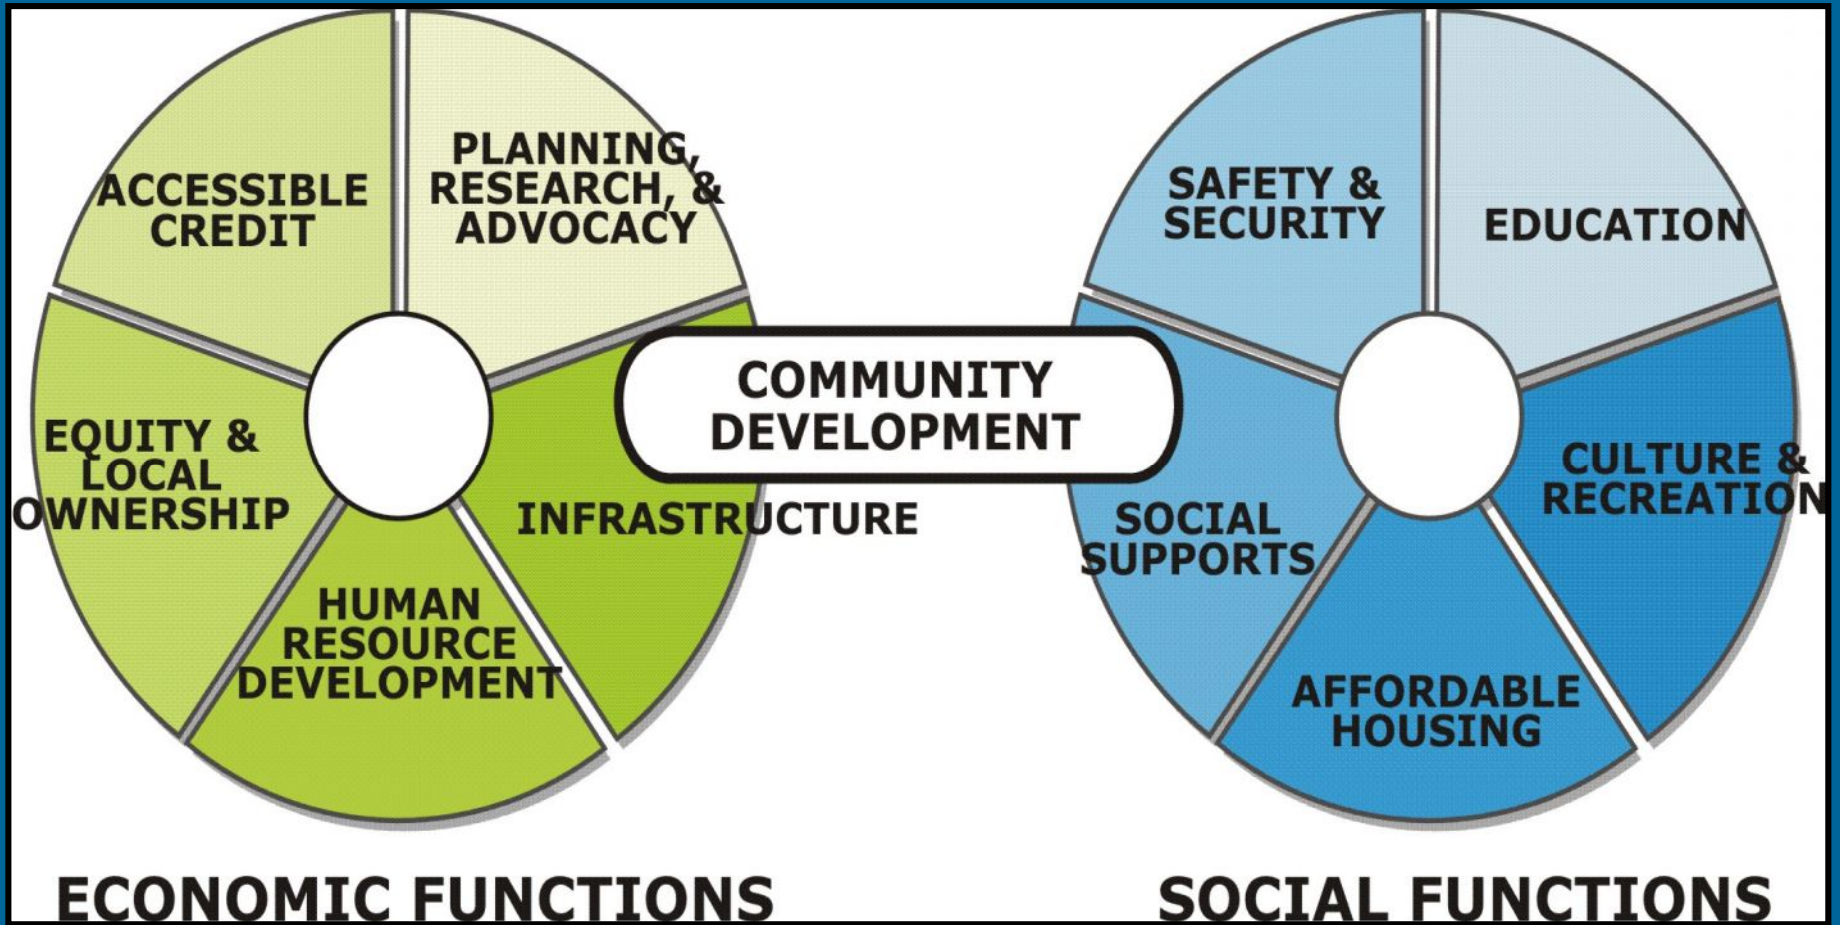 ACCESSIBLE
CREDIT
PLANNING,
RESEARCH, &
ADVOCACY
EQUITY &
LOCAL
OWNERSHIP
INFRASTRUCTURE
HUMAN
RESOURCE
DEVELOPMENT
COMMUNITY
DEVELOPMENT
SAFETY &
SECURITY
EDUCATION
SOCIAL
SUPPORTS
CULTURE &
RECREATION
AFFORDABLE
HOUSING
ECONOMIC FUNCTIONS
SOCIAL FUNCTIONS